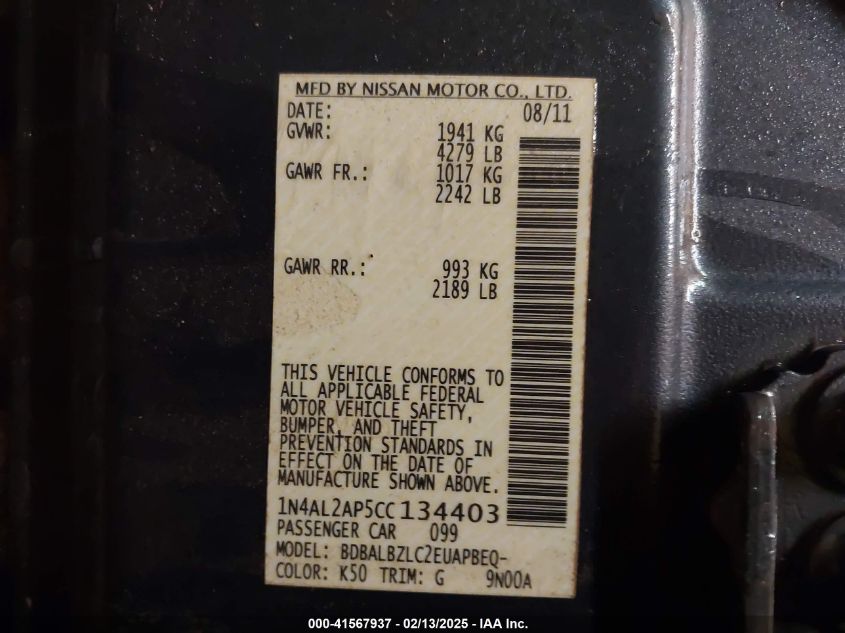 MFD BY NISSAN MOTOR CO., LTD.
DATE: 08/11
GVWR: 1941 KG
4279 LB
GAWR FR.: 1017 KG
2242 LB
GAWR RR.: 993 KG
2189 LB
THIS VEHICLE CONFORMS TO
ALL APPLICABLE FEDERAL
MOTOR VEHICLE SAFETY,
BUMPER, AND THEFT
PREVENTION STANDARDS IN
EFFECT ON THE DATE OF
MANUFACTURE SHOWN ABOVE.
1N4AL2AP5CC134403
PASSENGER CAR 099
MODEL: BDBALBZLC2EUAPBEQ-
COLOR: K50 TRIM: G 9N00A
000-41567937 - 02/13/2025 - IAA Inc.